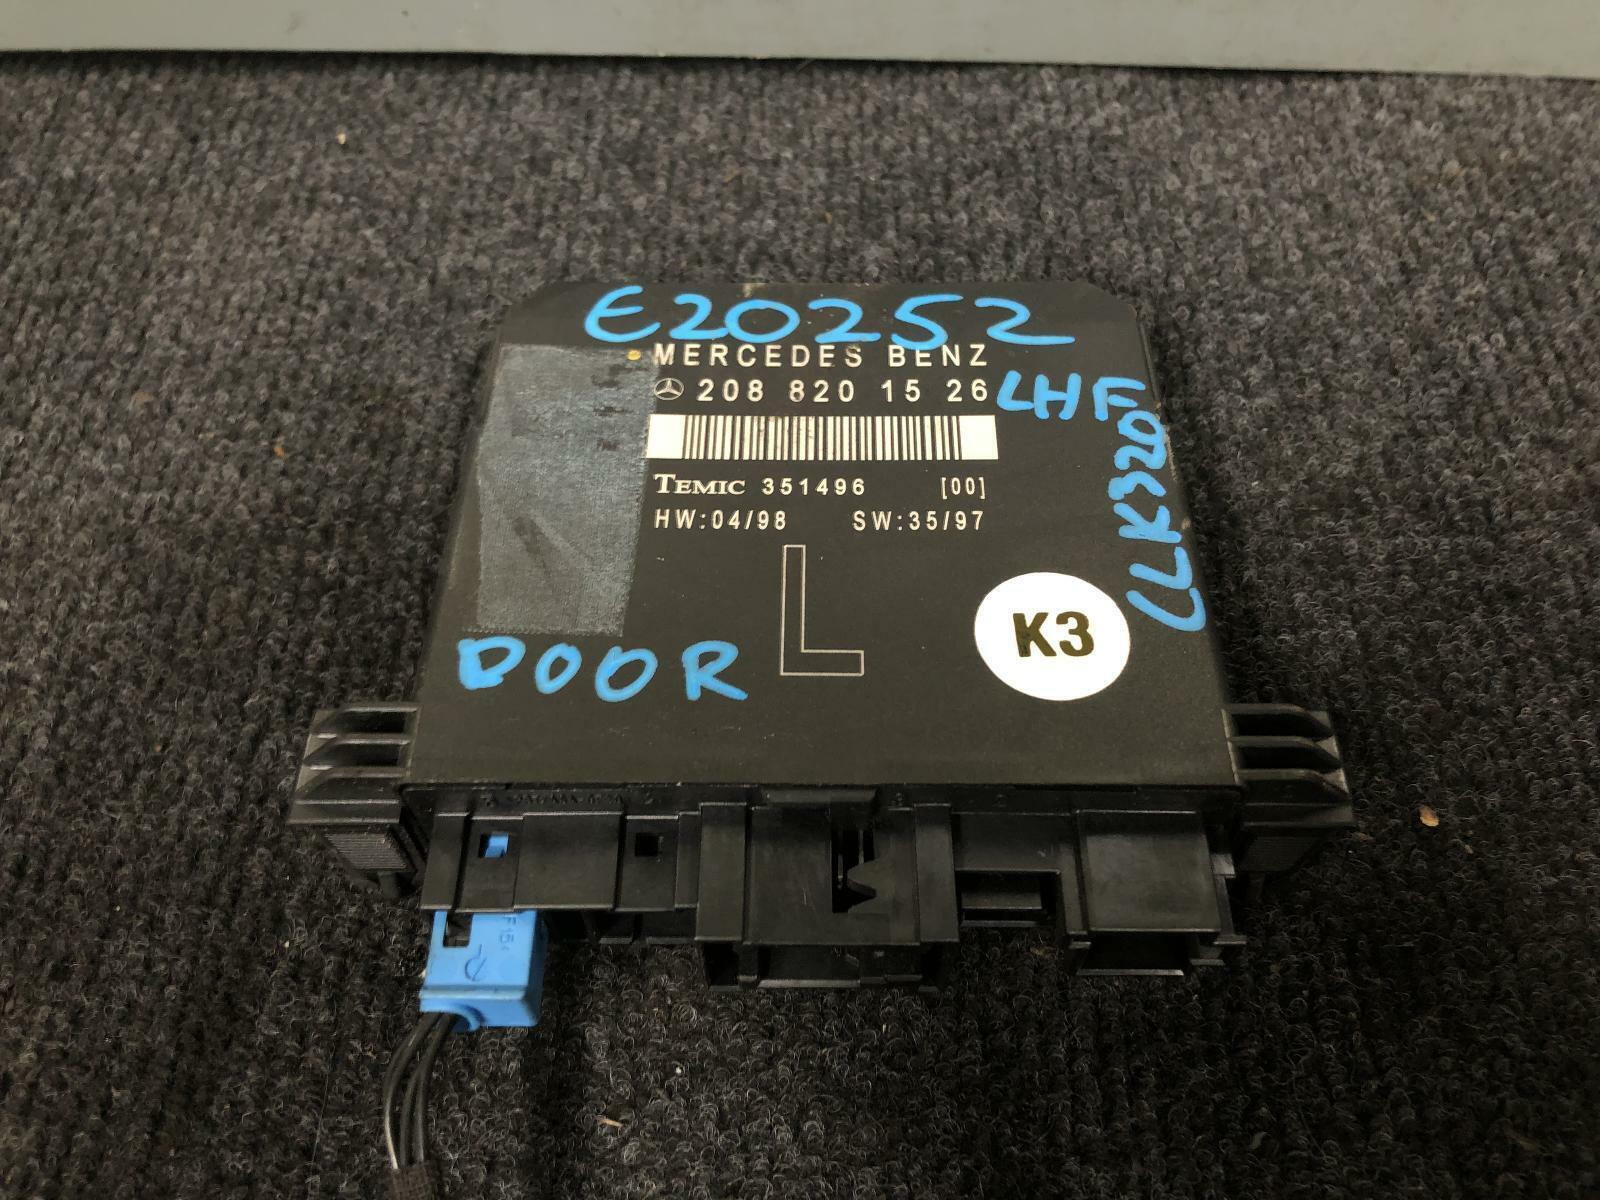 E20252
MERCEDES BENZ
208 820 15 26
LHF
CLK320
TEMIC 351496 [00]
HW:04/98 SW:35/97
L
K3
DOOR